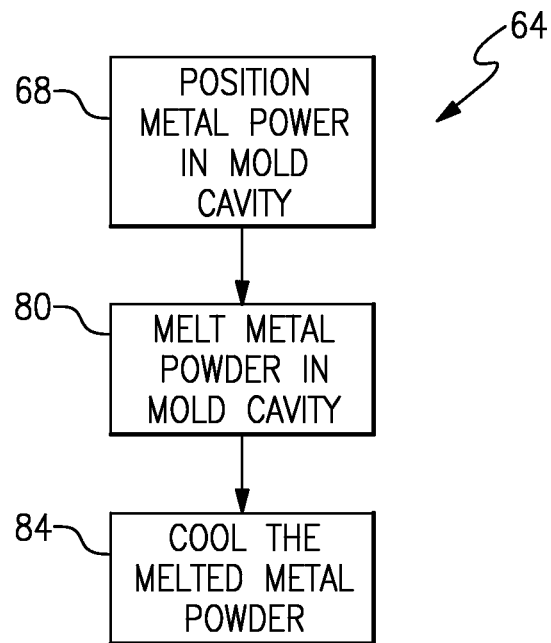 64
68
POSITION
METAL POWER
IN MOLD
CAVITY
80
MELT METAL
POWDER IN
MOLD CAVITY
84
COOL THE
MELTED METAL
POWDER